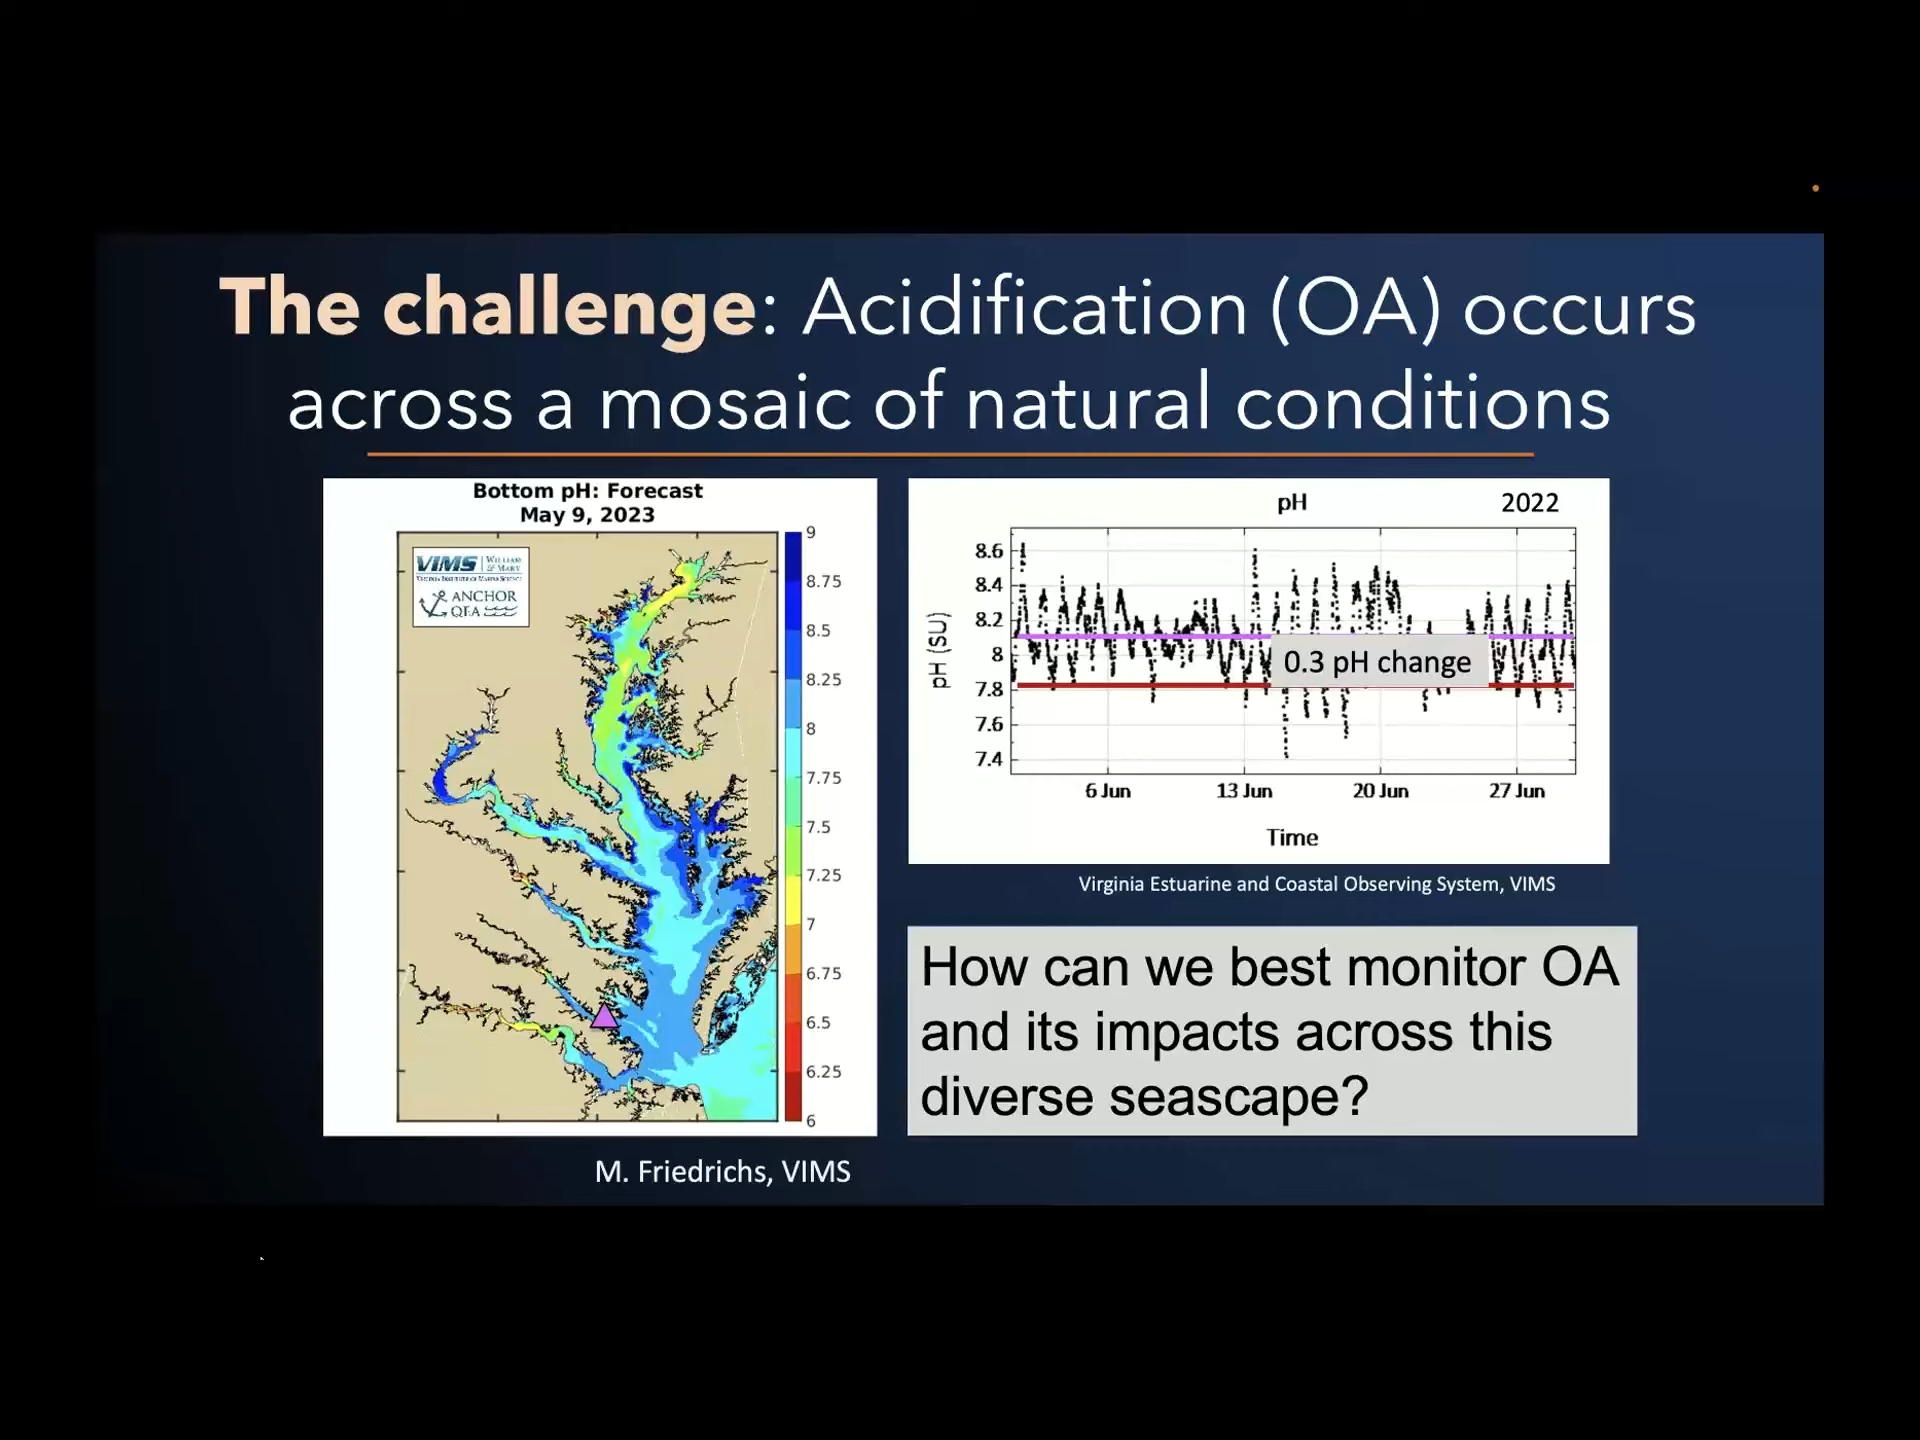 The challenge: Acidification (OA) occurs
across a mosaic of natural conditions
Bottom pH: Forecast
May 9, 2023
VIMS | WILLIAM & MARY
VIRGINIA INSTITUTE OF MARINE SCIENCE
ANCHOR
QEA
9
8.75
8.5
8.25
8
7.75
7.5
7.25
7
6.75
6.5
6.25
6
M. Friedrichs, VIMS
pH
2022
pH (SU)
8.6
8.4
8.2
8
7.8
7.6
7.4
0.3 pH change
6 Jun
13 Jun
20 Jun
27 Jun
Time
Virginia Estuarine and Coastal Observing System, VIMS
How can we best monitor OA
and its impacts across this
diverse seascape?